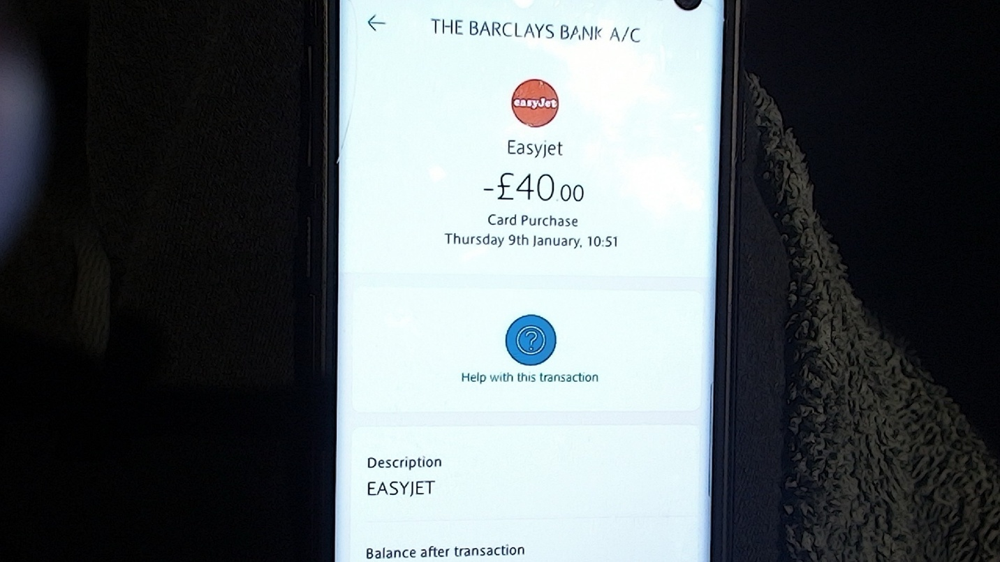 THE BARCLAYS BANK A/C
easyJet
Easyjet
-£40.00
Card Purchase
Thursday 9th January, 10:51
?
Help with this transaction
Description
EASYJET
Balance after transaction